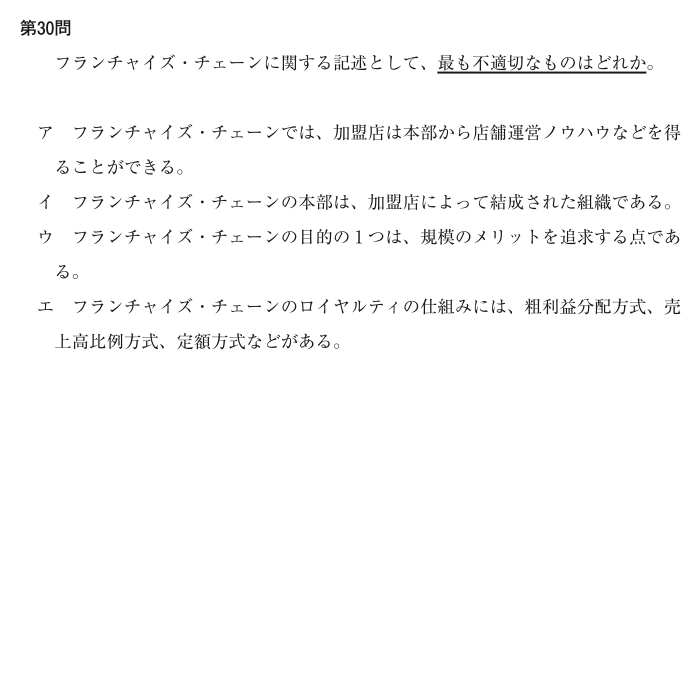 第30問
フランチャイズ・チェーンに関する記述として、最も不適切なものはどれか。
ア　フランチャイズ・チェーンでは、加盟店は本部から店舗運営ノウハウなどを得
ることができる。
イ　フランチャイズ・チェーンの本部は、加盟店によって結成された組織である。
ウ　フランチャイズ・チェーンの目的の１つは、規模のメリットを追求する点であ
る。
エ　フランチャイズ・チェーンのロイヤルティの仕組みには、粗利益分配方式、売
上高比例方式、定額方式などがある。